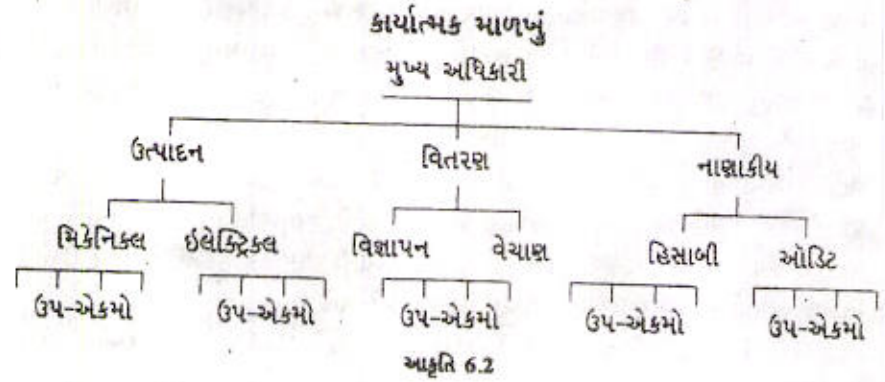 કાર્યાત્મક માળખું
મુખ્ય અધિકારી
ઉત્પાદન વિતરણ નાણાકીય
મિકેનિકલ ઇલેક્ટ્રિકલ વિજ્ઞાપન વેચાણ હિસાબી ઑડિટ
ઉપ-એકમો ઉપ-એકમો ઉપ-એકમો ઉપ-એકમો ઉપ-એકમો
આકૃતિ 6.2